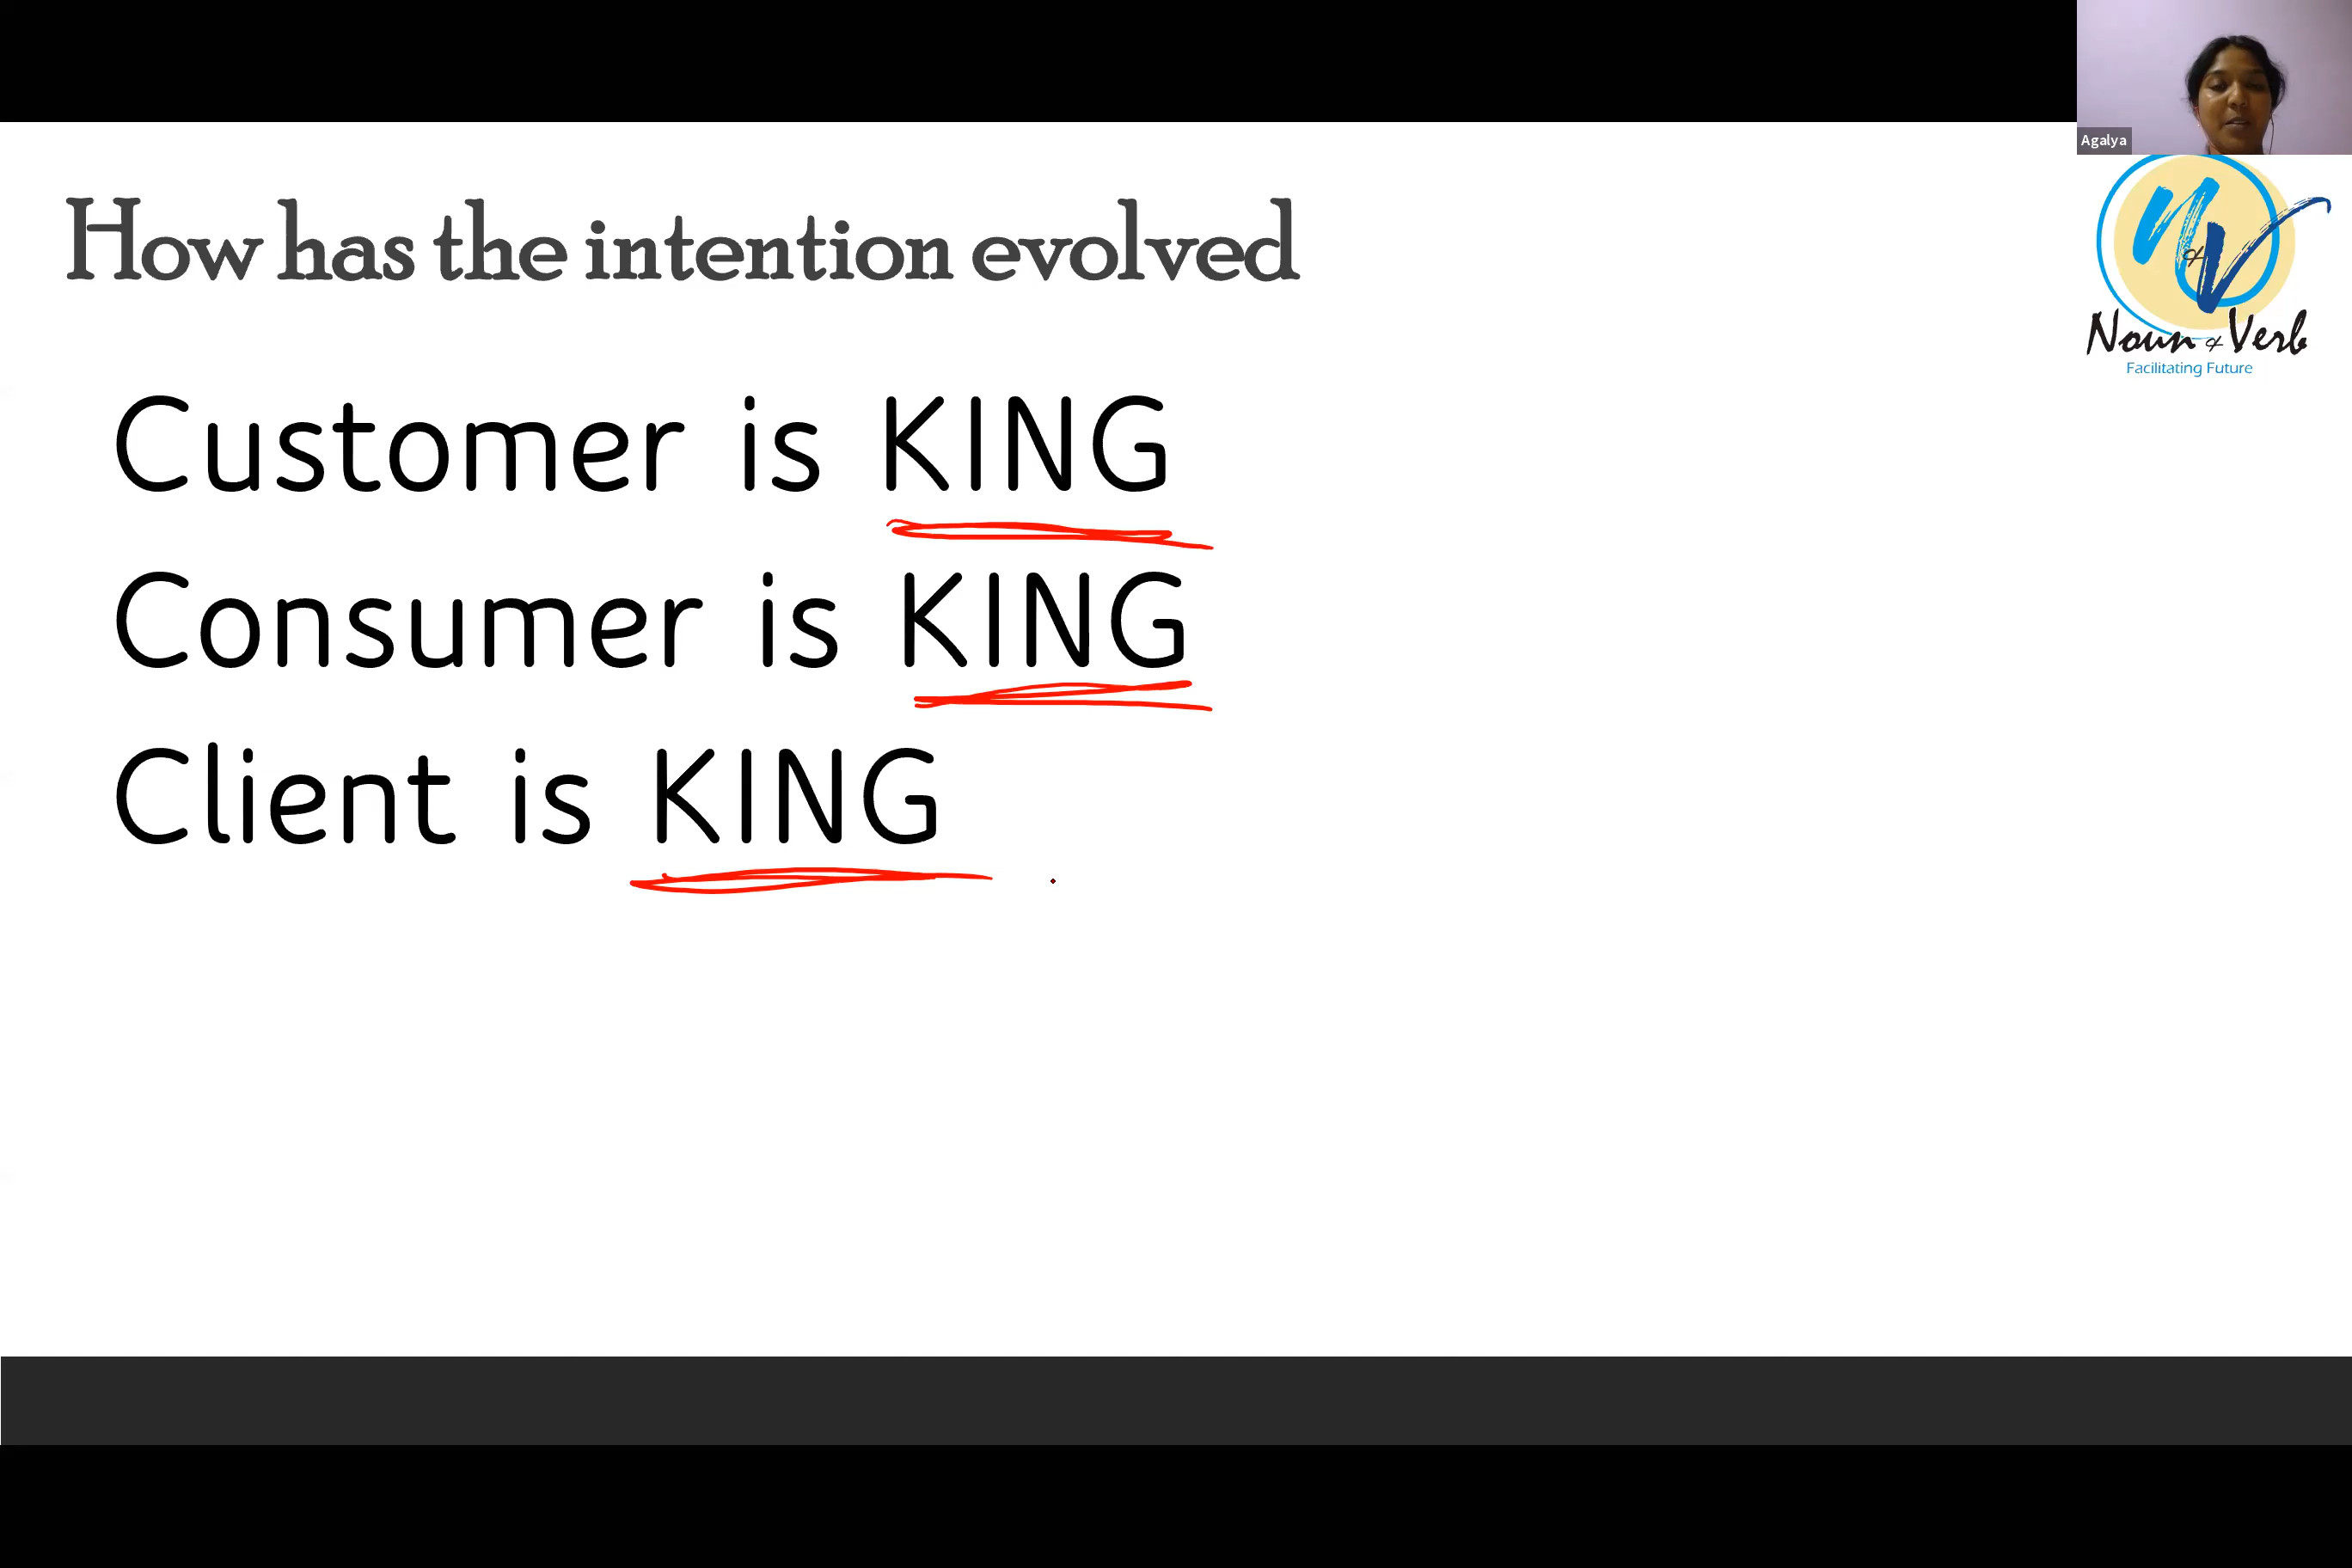 Agalya
How has the intention evolved
N & V
Noun & Verb
Facilitating Future
Customer is KING
Consumer is KING
Client is KING